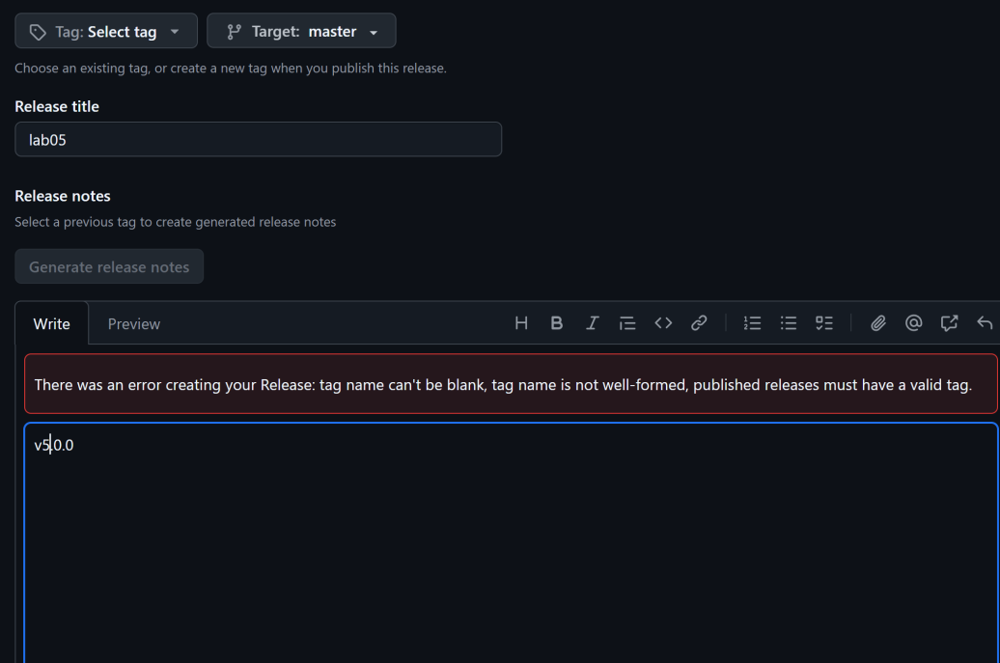 Tag: Select tag Target: master
Choose an existing tag, or create a new tag when you publish this release.
Release title
lab05
Release notes
Select a previous tag to create generated release notes
Generate release notes
Write Preview
There was an error creating your Release: tag name can't be blank, tag name is not well-formed, published releases must have a valid tag.
v5.0.0